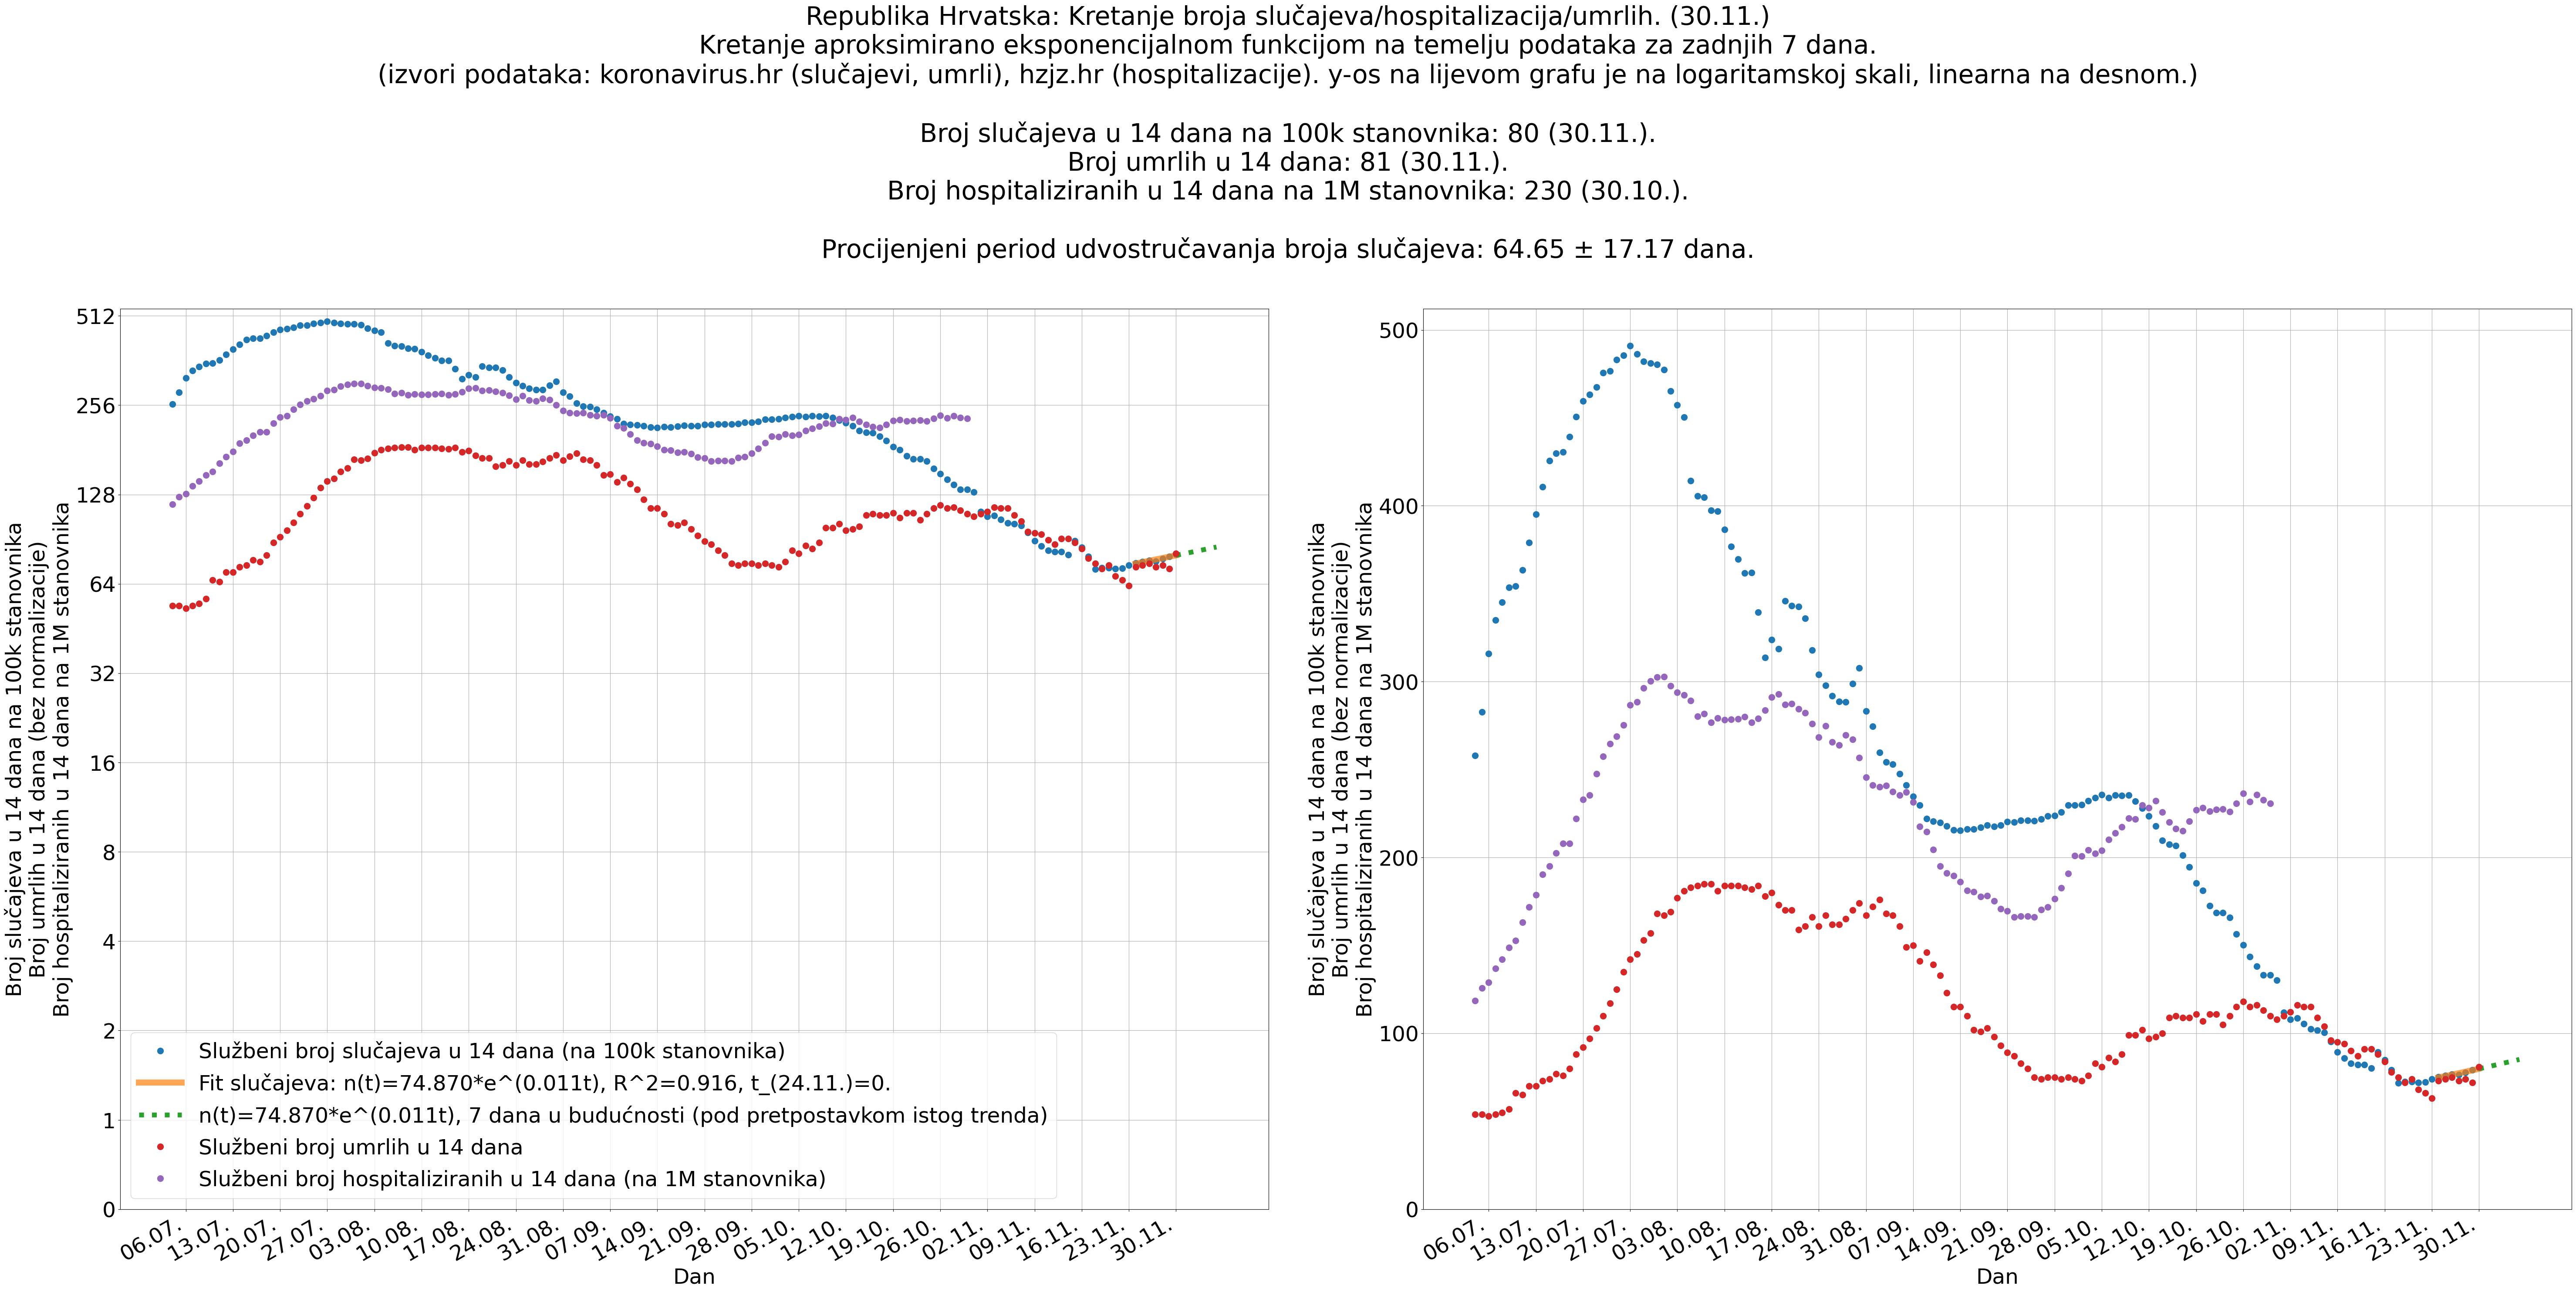 Republika Hrvatska: Kretanje broja slučajeva/hospitalizacija/umrlih. (30.11.)
Kretanje aproksimirano eksponencijalnom funkcijom na temelju podataka za zadnjih 7 dana.
(izvori podataka: koronavirus.hr (slučajevi, umrli), hzjz.hr (hospitalizacije). y-os na lijevom grafu je na logaritamskoj skali, linearna na desnom.)
Broj slučajeva u 14 dana na 100k stanovnika: 80 (30.11.).
Broj umrlih u 14 dana: 81 (30.11.).
Broj hospitaliziranih u 14 dana na 1M stanovnika: 230 (30.10.).
Procijenjeni period udvostručavanja broja slučajeva: 64.65 ± 17.17 dana.
Broj slučajeva u 14 dana na 100k stanovnika
Broj umrlih u 14 dana (bez normalizacije)
Broj hospitaliziranih u 14 dana na 1M stanovnika
512
256
128
64
32
16
8
4
2
1
0
Službeni broj slučajeva u 14 dana (na 100k stanovnika)
Fit slučajeva: n(t)=74.870*e^(0.011t), R^2=0.916, t_(24.11.)=0.
n(t)=74.870*e^(0.011t), 7 dana u budućnosti (pod pretpostavkom istog trenda)
Službeni broj umrlih u 14 dana
Službeni broj hospitaliziranih u 14 dana (na 1M stanovnika)
06.07. 13.07. 20.07. 27.07. 03.08. 10.08. 17.08. 24.08. 31.08. 07.09. 14.09. 21.09. 28.09. 05.10. 12.10. 19.10. 26.10. 02.11. 09.11. 16.11. 23.11. 30.11.
Dan
Broj slučajeva u 14 dana na 100k stanovnika
Broj umrlih u 14 dana (bez normalizacije)
Broj hospitaliziranih u 14 dana na 1M stanovnika
500
400
300
200
100
0
06.07. 13.07. 20.07. 27.07. 03.08. 10.08. 17.08. 24.08. 31.08. 07.09. 14.09. 21.09. 28.09. 05.10. 12.10. 19.10. 26.10. 02.11. 09.11. 16.11. 23.11. 30.11.
Dan